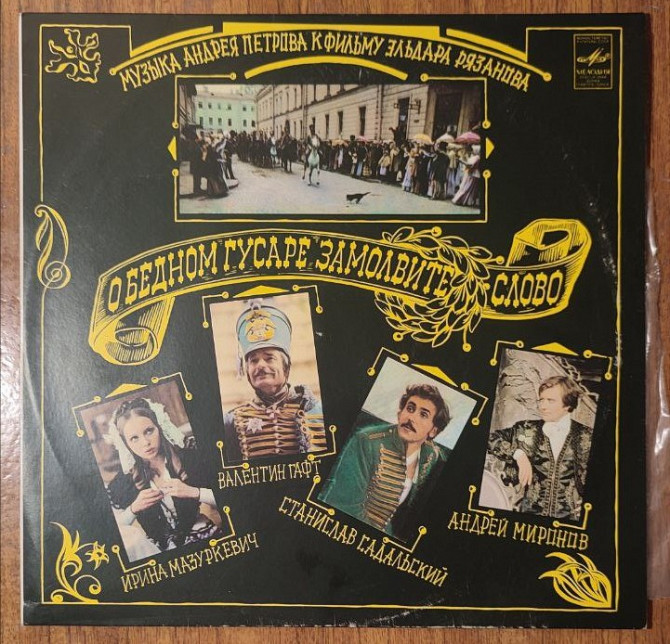 МУЗЫКА АНДРЕЯ ПЕТРОВА К ФИЛЬМУ ЭЛЬДАРА РЯЗАНОВА
МЕЛОДИЯ
О БЕДНОМ ГУСАРЕ ЗАМОЛВИТЕ СЛОВО
ВАЛЕНТИН ГАФТ
СТАНИСЛАВ САДАЛЬСКИЙ
АНДРЕЙ МИРОНОВ
ИРИНА МАЗУРКЕВИЧ